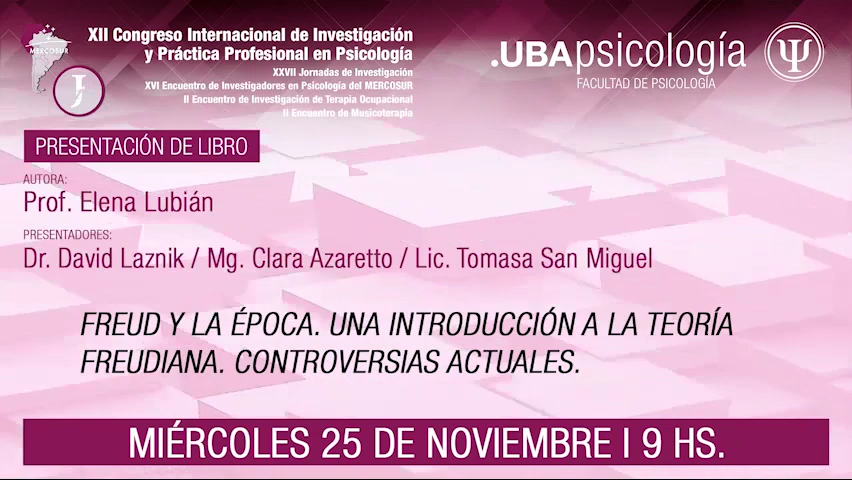 MERCOSUR
XII Congreso Internacional de Investigación
y Práctica Profesional en Psicología
XXVII Jornadas de Investigación
XVI Encuentro de Investigadores en Psicología del MERCOSUR
II Encuentro de Investigación de Terapia Ocupacional
II Encuentro de Musicoterapia
.UBApsicología
FACULTAD DE PSICOLOGÍA
PRESENTACIÓN DE LIBRO
AUTORA:
Prof. Elena Lubián
PRESENTADORES:
Dr. David Laznik / Mg. Clara Azaretto / Lic. Tomasa San Miguel
FREUD Y LA ÉPOCA. UNA INTRODUCCIÓN A LA TEORÍA
FREUDIANA. CONTROVERSIAS ACTUALES.
MIÉRCOLES 25 DE NOVIEMBRE I 9 HS.